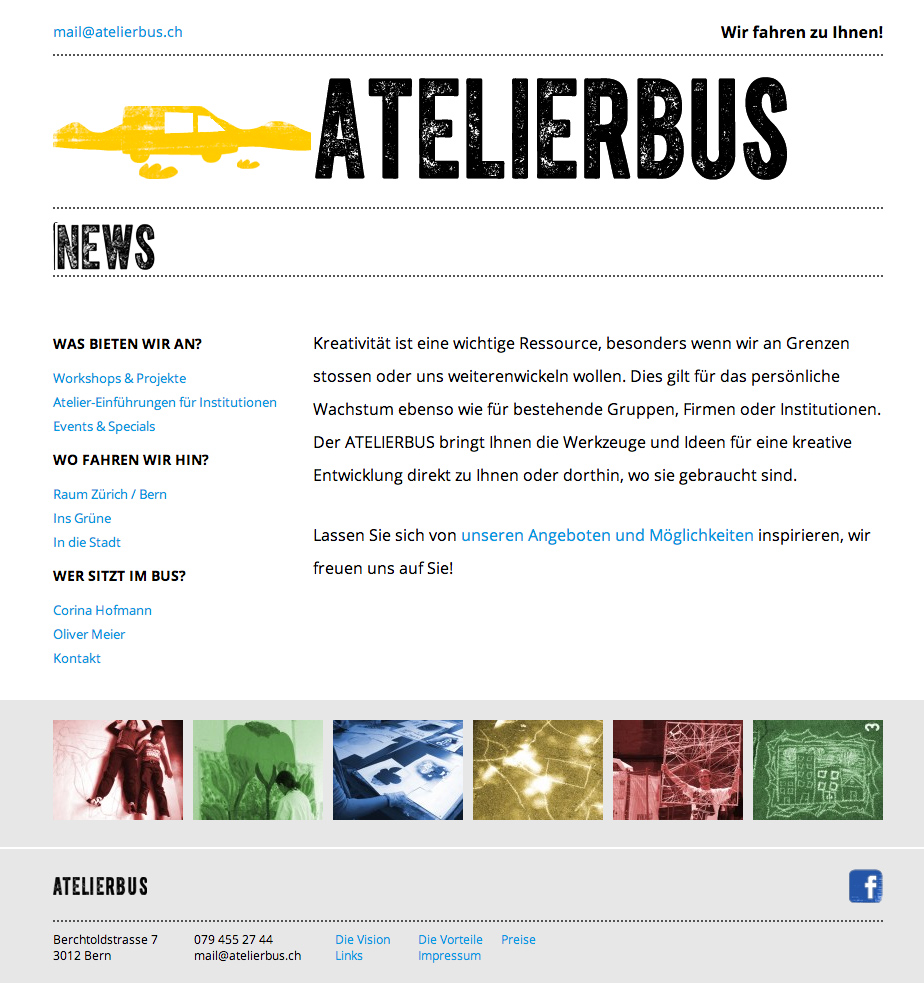 mail@atelierbus.ch
Wir fahren zu Ihnen!
ATELIERBUS
NEWS
WAS BIETEN WIR AN?
Workshops & Projekte
Atelier-Einführungen für Institutionen
Events & Specials
WO FAHREN WIR HIN?
Raum Zürich / Bern
Ins Grüne
In die Stadt
WER SITZT IM BUS?
Corina Hofmann
Oliver Meier
Kontakt
Kreativität ist eine wichtige Ressource, besonders wenn wir an Grenzen
stossen oder uns weiterenwickeln wollen. Dies gilt für das persönliche
Wachstum ebenso wie für bestehende Gruppen, Firmen oder Institutionen.
Der ATELIERBUS bringt Ihnen die Werkzeuge und Ideen für eine kreative
Entwicklung direkt zu Ihnen oder dorthin, wo sie gebraucht sind.
Lassen Sie sich von unseren Angeboten und Möglichkeiten inspirieren, wir
freuen uns auf Sie!
3
ATELIERBUS
f
Berchtoldstrasse 7
3012 Bern
079 455 27 44
mail@atelierbus.ch
Die Vision
Links
Die Vorteile
Impressum
Preise